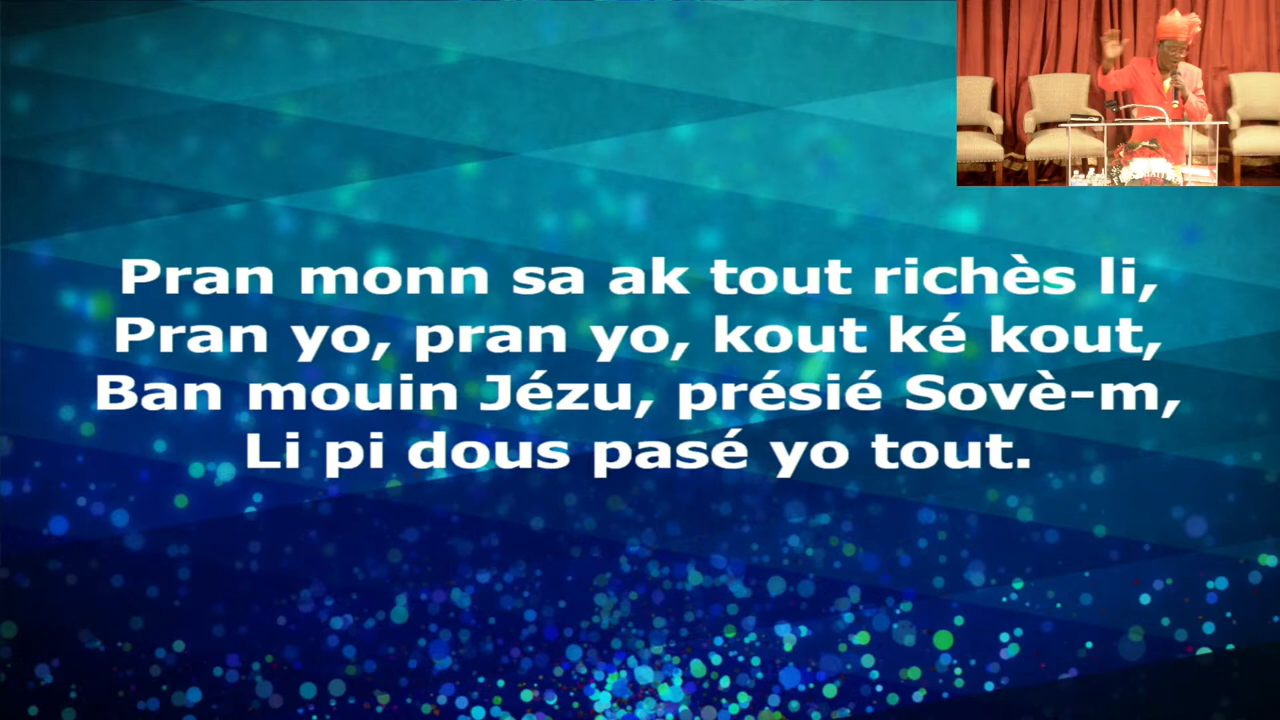 Pran monn sa ak tout richès li,
Pran yo, pran yo, kout ké kout,
Ban mouin Jézu, présié Sovè-m,
Li pi dous pasé yo tout.